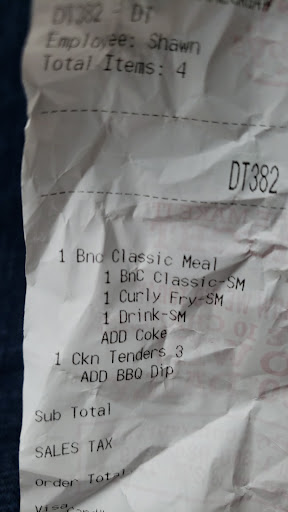 DT382 - DT
Employee: Shawn
Total Items: 4
DT382
1 Bnc Classic Meal
1 BnC Classic-SM
1 Curly Fry-SM
1 Drink-SM
ADD Coke
1 Ckn Tenders 3
ADD BBQ Dip
Sub Total
SALES TAX
Order Total
Visa